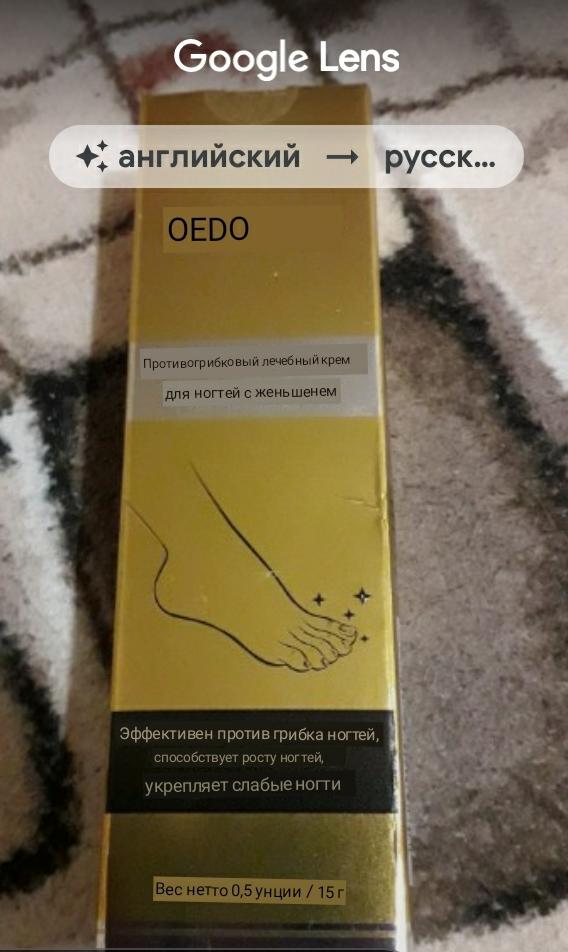 Google Lens
английский → русск...
OEDO
Противогрибковый лечебный крем
для ногтей с женьшенем
Эффективен против грибка ногтей,
способствует росту ногтей,
укрепляет слабые ногти
Вес нетто 0,5 унции / 15 г